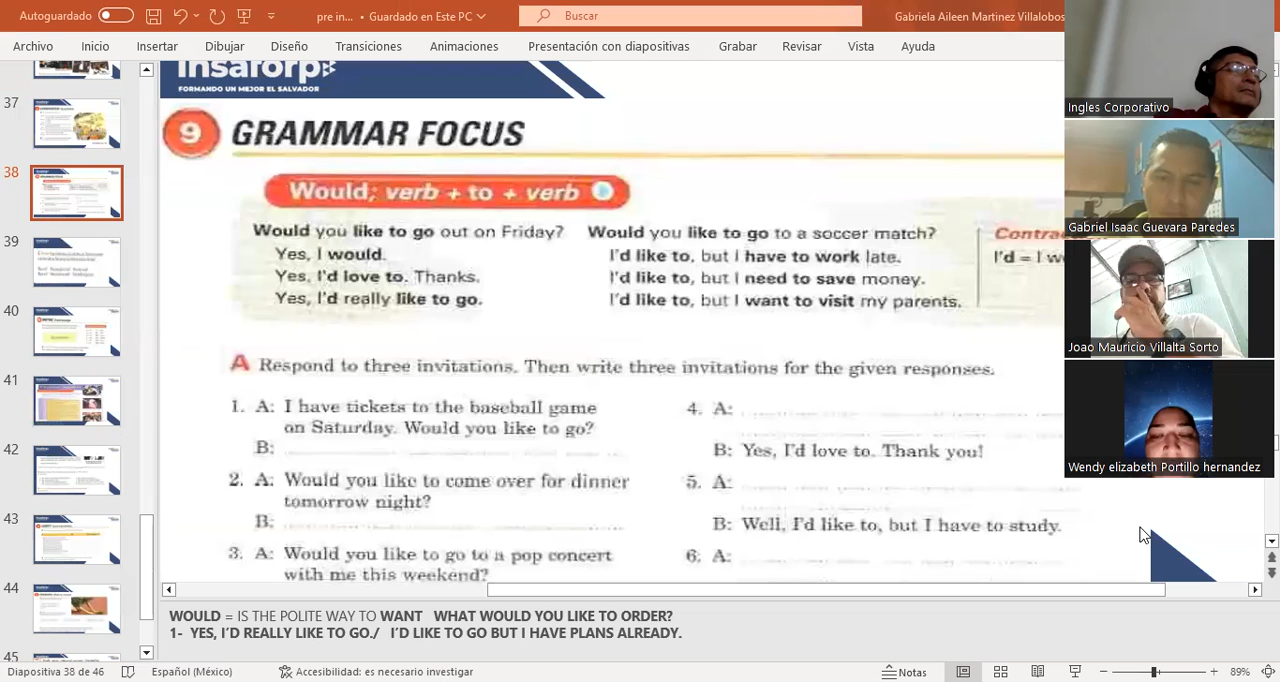 Autoguardado
pre in... • Guardado en Este PC
Buscar
Gabriela Aileen Martinez Villalobos
Archivo Inicio Insertar Dibujar Diseño Transiciones Animaciones Presentación con diapositivas Grabar Revisar Vista Ayuda
37
38
39
40
41
42
43
44
45
Insaforp
FORMANDO UN MEJOR EL SALVADOR
9 GRAMMAR FOCUS
Would; verb + to + verb
Would you like to go out on Friday?
Yes, I would.
Yes, I'd love to. Thanks.
Yes, I'd really like to go.
Would you like to go to a soccer match?
I'd like to, but I have to work late.
I'd like to, but I need to save money.
I'd like to, but I want to visit my parents.
I'd = I
A Respond to three invitations. Then write three invitations for the given responses.
1. A: I have tickets to the baseball game
on Saturday. Would you like to go?
B:
2. A: Would you like to come over for dinner
tomorrow night?
B:
3. A: Would you like to go to a pop concert
with me this weekend?
4. A:
B: Yes, I'd love to. Thank you!
5. A:
B: Well, I'd like to, but I have to study.
6. A:
Ingles Corporativo
Gabriel Isaac Guevara Paredes
Joao Mauricio Villalta Sorto
Wendy elizabeth Portillo hernandez
WOULD = IS THE POLITE WAY TO WANT WHAT WOULD YOU LIKE TO ORDER?
1- YES, I'D REALLY LIKE TO GO./ I'D LIKE TO GO BUT I HAVE PLANS ALREADY.
Diapositiva 38 de 46 Español (México) Accesibilidad: es necesario investigar Notas 89%